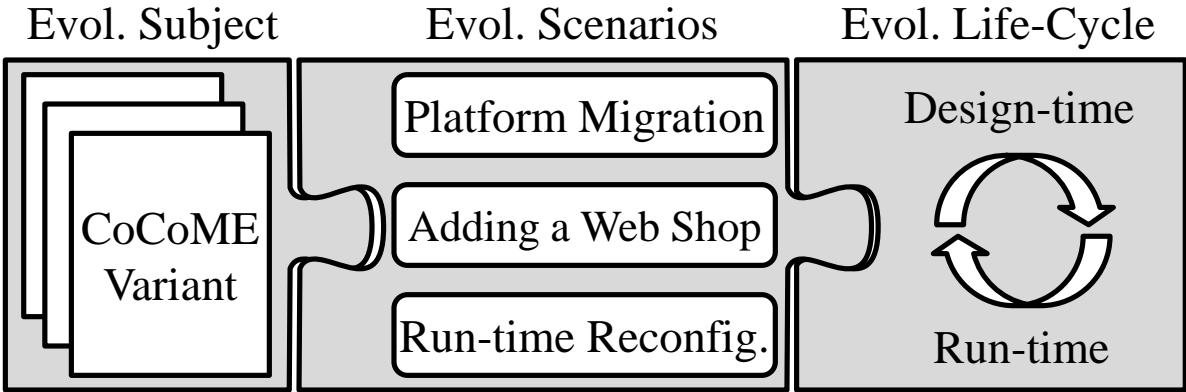 Evol. Subject
Evol. Scenarios
Evol. Life-Cycle
CoCoME
Variant
Platform Migration
Adding a Web Shop
Run-time Reconfig.
Design-time
Run-time